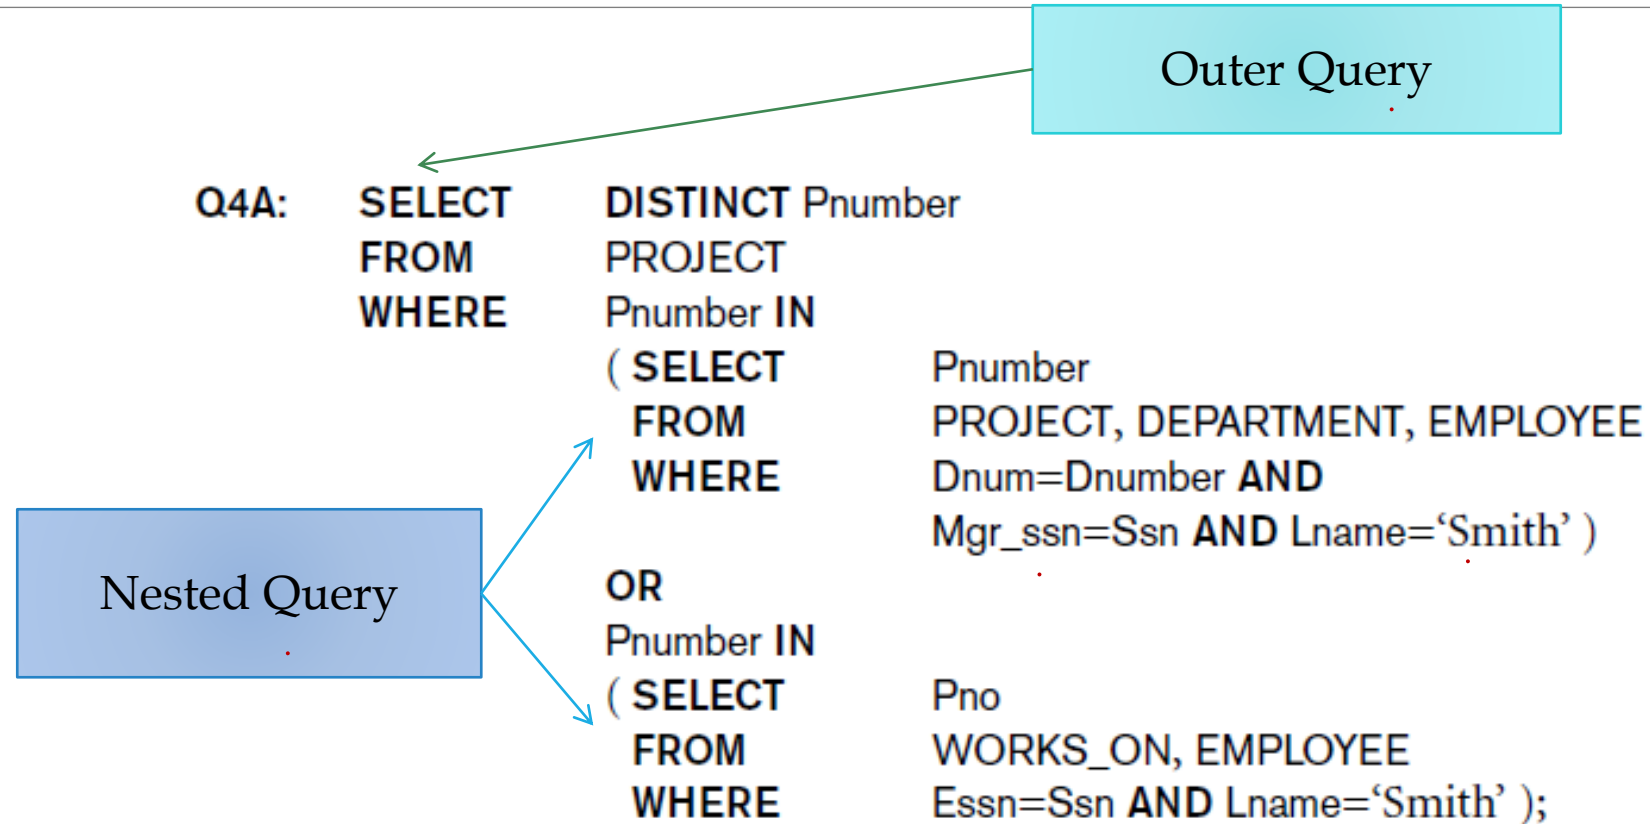 Outer Query
Q4A: SELECT DISTINCT Pnumber
FROM PROJECT
WHERE Pnumber IN
( SELECT Pnumber
FROM PROJECT, DEPARTMENT, EMPLOYEE
WHERE Dnum=Dnumber AND
Mgr_ssn=Ssn AND Lname=‘Smith’ )
Nested Query
OR
Pnumber IN
( SELECT Pno
FROM WORKS_ON, EMPLOYEE
WHERE Essn=Ssn AND Lname=‘Smith’ );